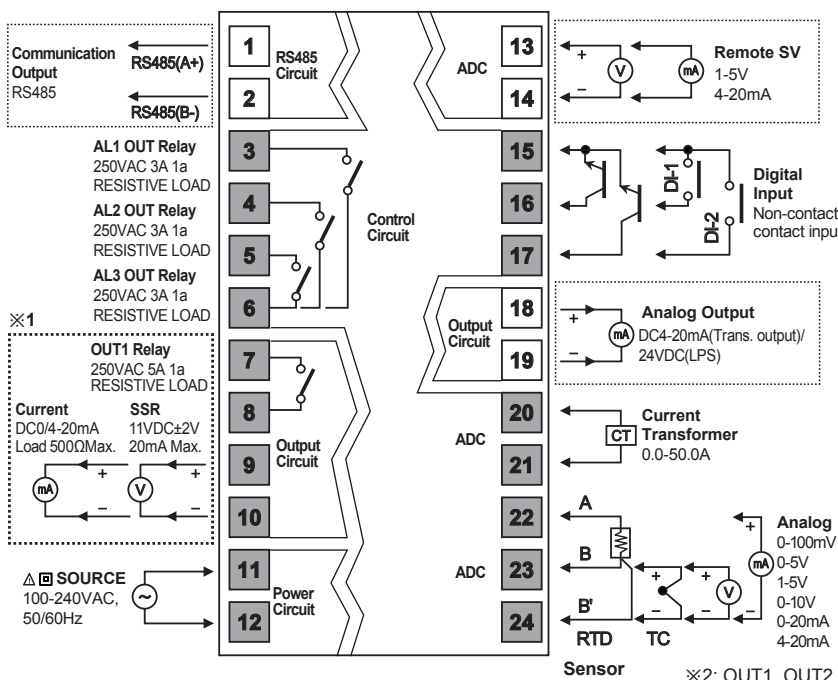 Communication
Output
RS485
RS485(A+)
RS485(B-)
1
2
RS485
Circuit
AL1 OUT Relay
250VAC 3A 1a
RESISTIVE LOAD
AL2 OUT Relay
250VAC 3A 1a
RESISTIVE LOAD
AL3 OUT Relay
250VAC 3A 1a
RESISTIVE LOAD
3
4
5
6
Control
Circuit
※1
OUT1 Relay
250VAC 5A 1a
RESISTIVE LOAD
Current
DC0/4-20mA
Load 500ΩMax.
SSR
11VDC±2V
20mA Max.
+
−
mA
+
−
V
7
8
9
10
Output
Circuit
SOURCE
100-240VAC,
50/60Hz
11
12
Power
Circuit
ADC
13
14
+
−
V
mA
Remote SV
1-5V
4-20mA
15
16
17
DI-1
DI-2
Digital
Input
Non-contact
contact inpu
Output
Circuit
18
19
+
−
mA
Analog Output
DC4-20mA(Trans. output)/
24VDC(LPS)
ADC
20
21
CT
Current
Transformer
0.0-50.0A
ADC
22
23
24
A
B
B'
RTD
+
−
TC
+
−
V
+
−
mA
Analog
0-100mV
0-5V
1-5V
0-10V
0-20mA
4-20mA
Sensor
※2: OUT1, OUT2